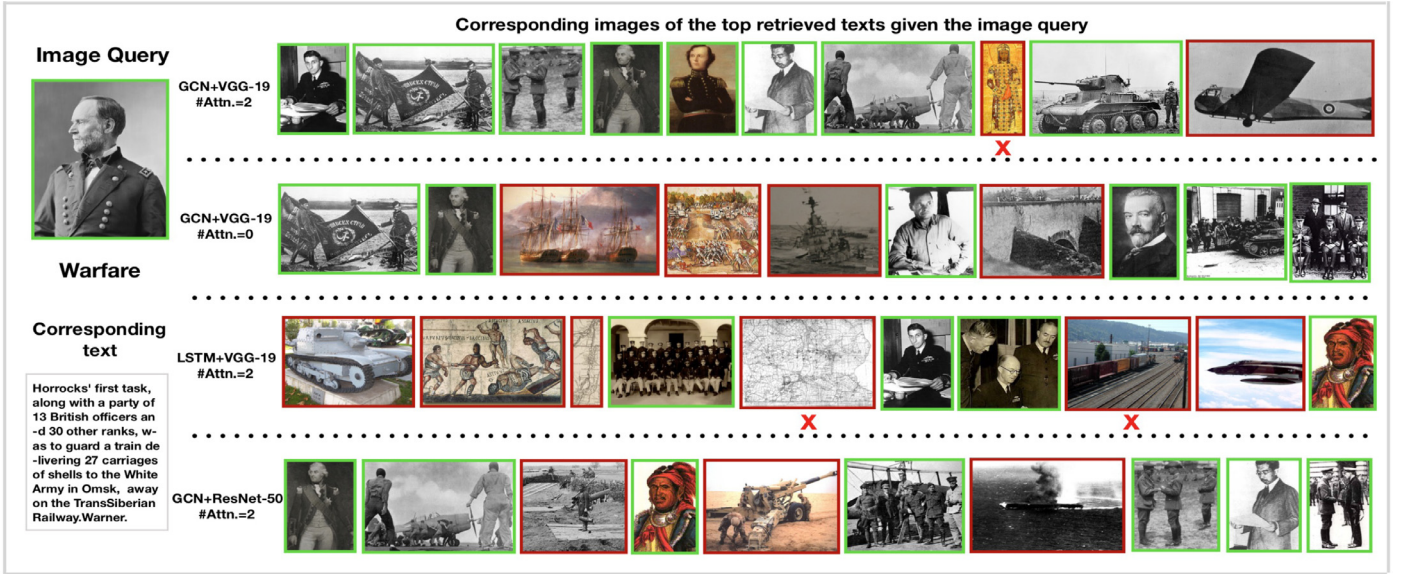 Corresponding images of the top retrieved texts given the image query
Image Query
Warfare
Corresponding
text
Horrocks' first task,
along with a party of
13 British officers an
-d 30 other ranks, w-
as to guard a train de
-livering 27 carriages
of shells to the White
Army in Omsk,  away
on the TransSiberian
Railway.Warner.
GCN+VGG-19
#Attn.=2
X
GCN+VGG-19
#Attn.=0
LSTM+VGG-19
#Attn.=2
X
X
GCN+ResNet-50
#Attn.=2